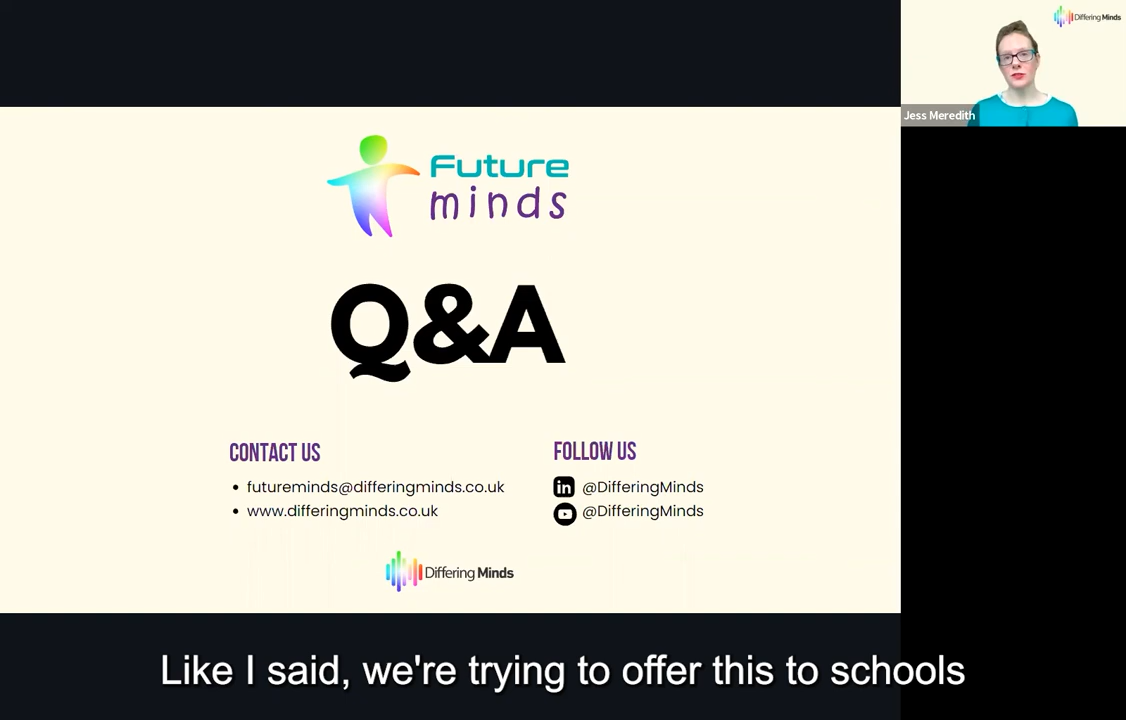 Differing Minds
Jess Meredith
Future
minds
Q&A
CONTACT US
• futureminds@differingminds.co.uk
• www.differingminds.co.uk
FOLLOW US
in @DifferingMinds
@DifferingMinds
Differing Minds
Like I said, we're trying to offer this to schools